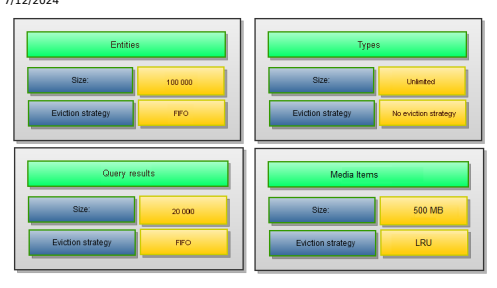 7/12/2024
Entities
Types
Size: 100 000
Size: Unlimited
Eviction strategy FIFO
Eviction strategy No eviction strategy
Query results
Media Items
Size: 20 000
Size: 500 MB
Eviction strategy FIFO
Eviction strategy LRU